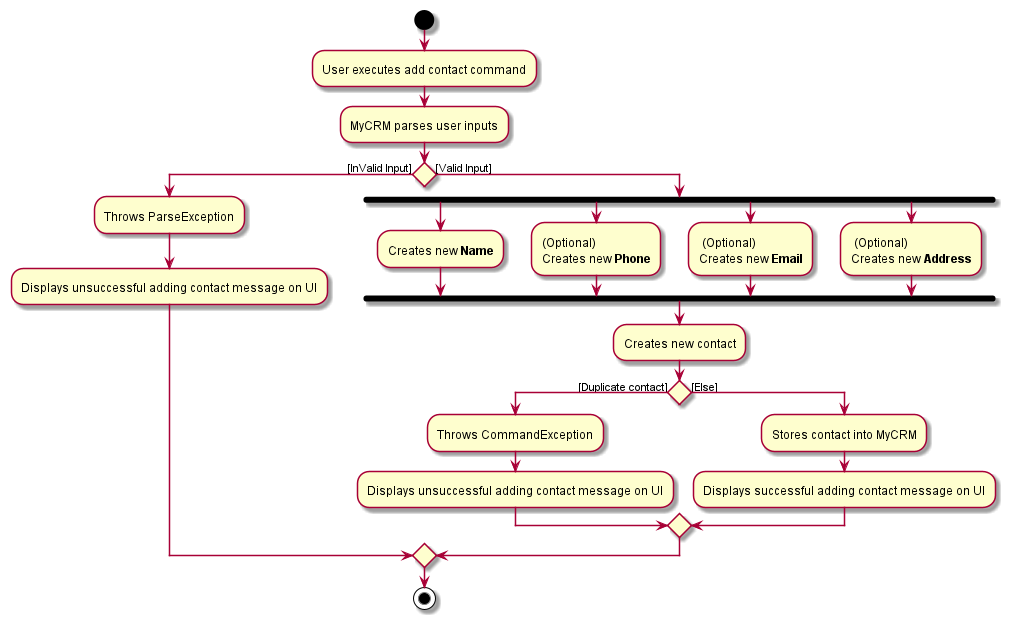 User executes add contact command
MyCRM parses user inputs
[InValid Input]
[Valid Input]
Throws ParseException
Displays unsuccessful adding contact message on UI
Creates new Name
(Optional)
Creates new Phone
(Optional)
Creates new Email
(Optional)
Creates new Address
Creates new contact
[Duplicate contact]
[Else]
Throws CommandException
Displays unsuccessful adding contact message on UI
Stores contact into MyCRM
Displays successful adding contact message on UI